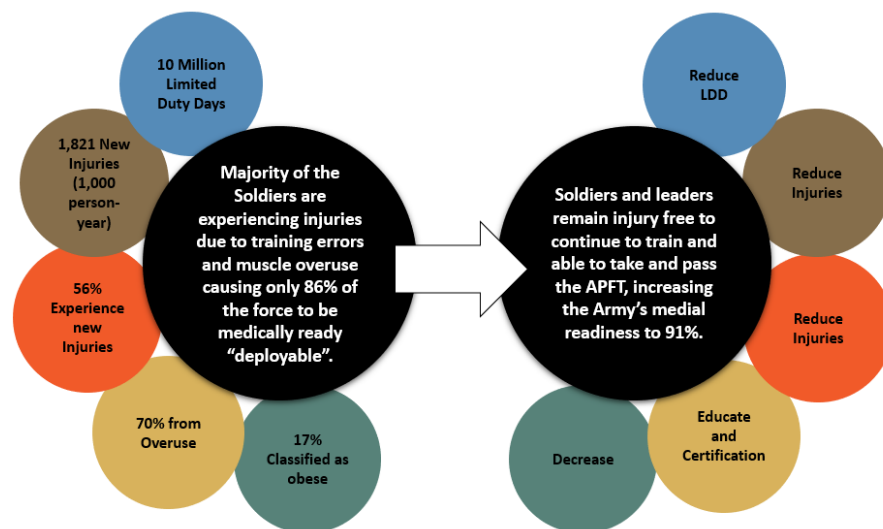 10 Million
Limited
Duty Days
1,821 New
Injuries
(1,000
person-
year)
56%
Experience
new
Injuries
70% from
Overuse
17%
Classified as
obese
Majority of the
Soldiers are
experiencing injuries
due to training errors
and muscle overuse
causing only 86% of
the force to be
medically ready
“deployable”.
Soldiers and leaders
remain injury free to
continue to train and
able to take and pass
the APFT, increasing
the Army’s medial
readiness to 91%.
Reduce
LDD
Reduce
Injuries
Reduce
Injuries
Educate
and
Certification
Decrease